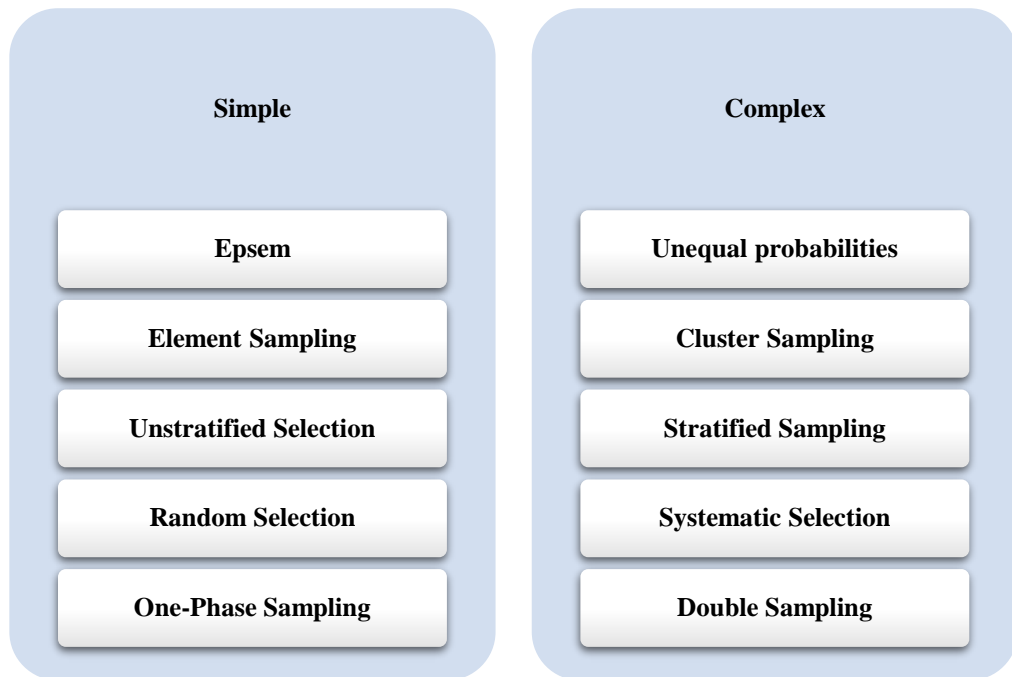 Simple
Epsem
Element Sampling
Unstratified Selection
Random Selection
One-Phase Sampling
Complex
Unequal probabilities
Cluster Sampling
Stratified Sampling
Systematic Selection
Double Sampling